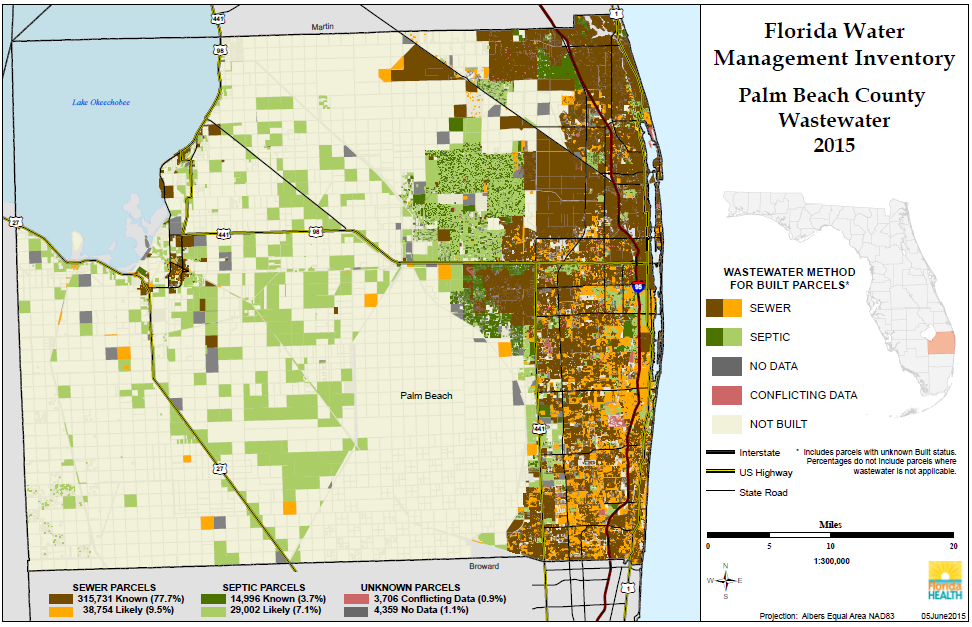 Florida Water
Management Inventory
Palm Beach County
Wastewater
2015
WASTEWATER METHOD
FOR BUILT PARCELS*
SEWER
SEPTIC
NO DATA
CONFLICTING DATA
NOT BUILT
Interstate
US Highway
State Road
* Includes parcels with unknown Built status.
Percentages do not include parcels where
wastewater is not applicable.
Miles
0 5 10 20
1:300,000
N
W E
S
Florida
HEALTH
Projection: Albers Equal Area NAD83 05June2015
Martin
441
1
98
Lake Okeechobee
27
441
98
95
Palm Beach
441
27
Broward
1
SEWER PARCELS
315,731 Known (77.7%)
38,754 Likely (9.5%)
SEPTIC PARCELS
14,996 Known (3.7%)
29,002 Likely (7.1%)
UNKNOWN PARCELS
3,706 Conflicting Data (0.9%)
4,359 No Data (1.1%)